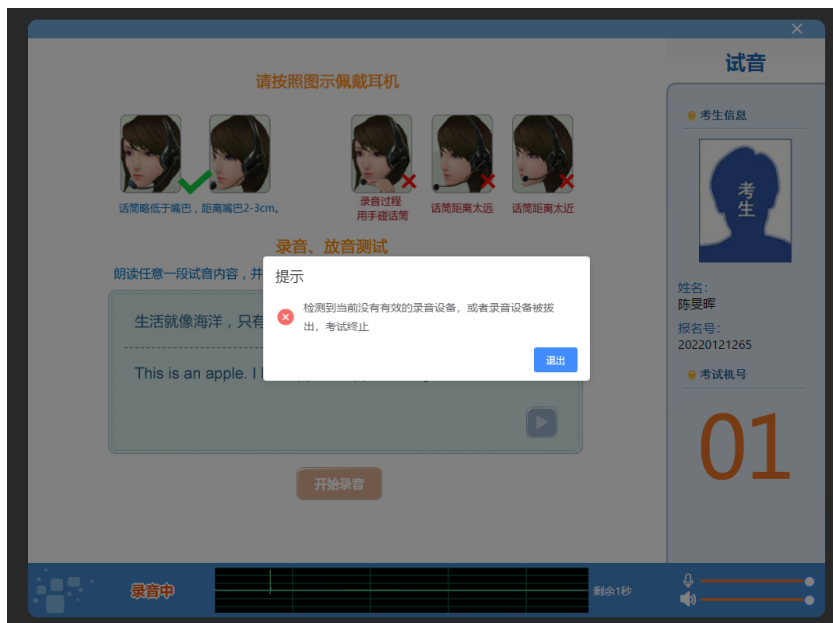 试音
请按照图示佩戴耳机
考生信息
考生
话筒略低于嘴巴，距离嘴巴2-3cm。
录音过程
用手碰话筒
话筒距离太远
话筒距离太近
录音、放音测试
朗读任意一段试音内容，并
提示
检测到当前没有有效的录音设备，或者录音设备被拔
出，考试终止
退出
生活就像海洋，只有
This is an apple. I
开始录音
姓名：
陈旻晖
报名号：
20220121265
考试机号
01
录音中
剩余1秒